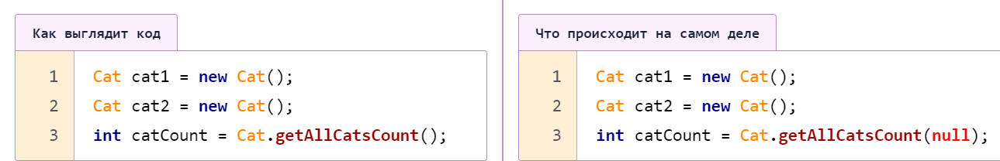 Как выглядит код
1 Cat cat1 = new Cat();
2 Cat cat2 = new Cat();
3 int catCount = Cat.getAllCatsCount();
Что происходит на самом деле
1 Cat cat1 = new Cat();
2 Cat cat2 = new Cat();
3 int catCount = Cat.getAllCatsCount(null);